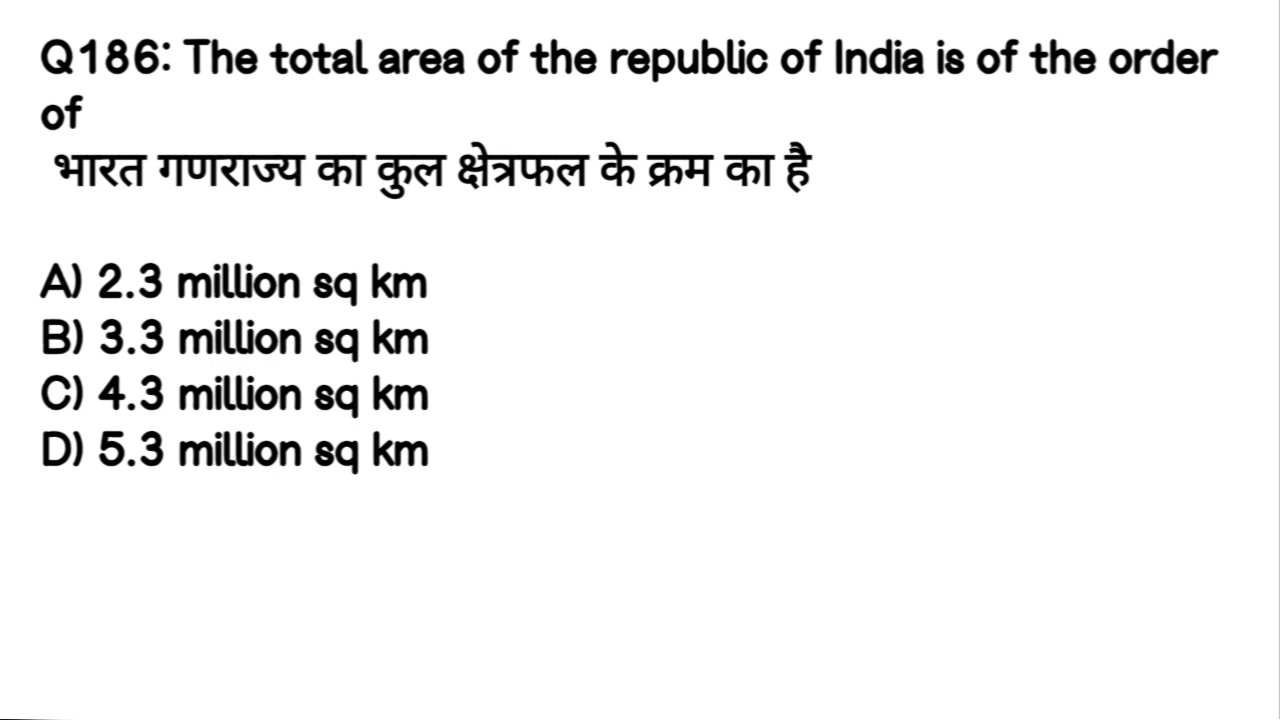 Q186: The total area of the republic of India is of the order
of
भारत गणराज्य का कुल क्षेत्रफल के क्रम का है
A) 2.3 million sq km
B) 3.3 million sq km
C) 4.3 million sq km
D) 5.3 million sq km